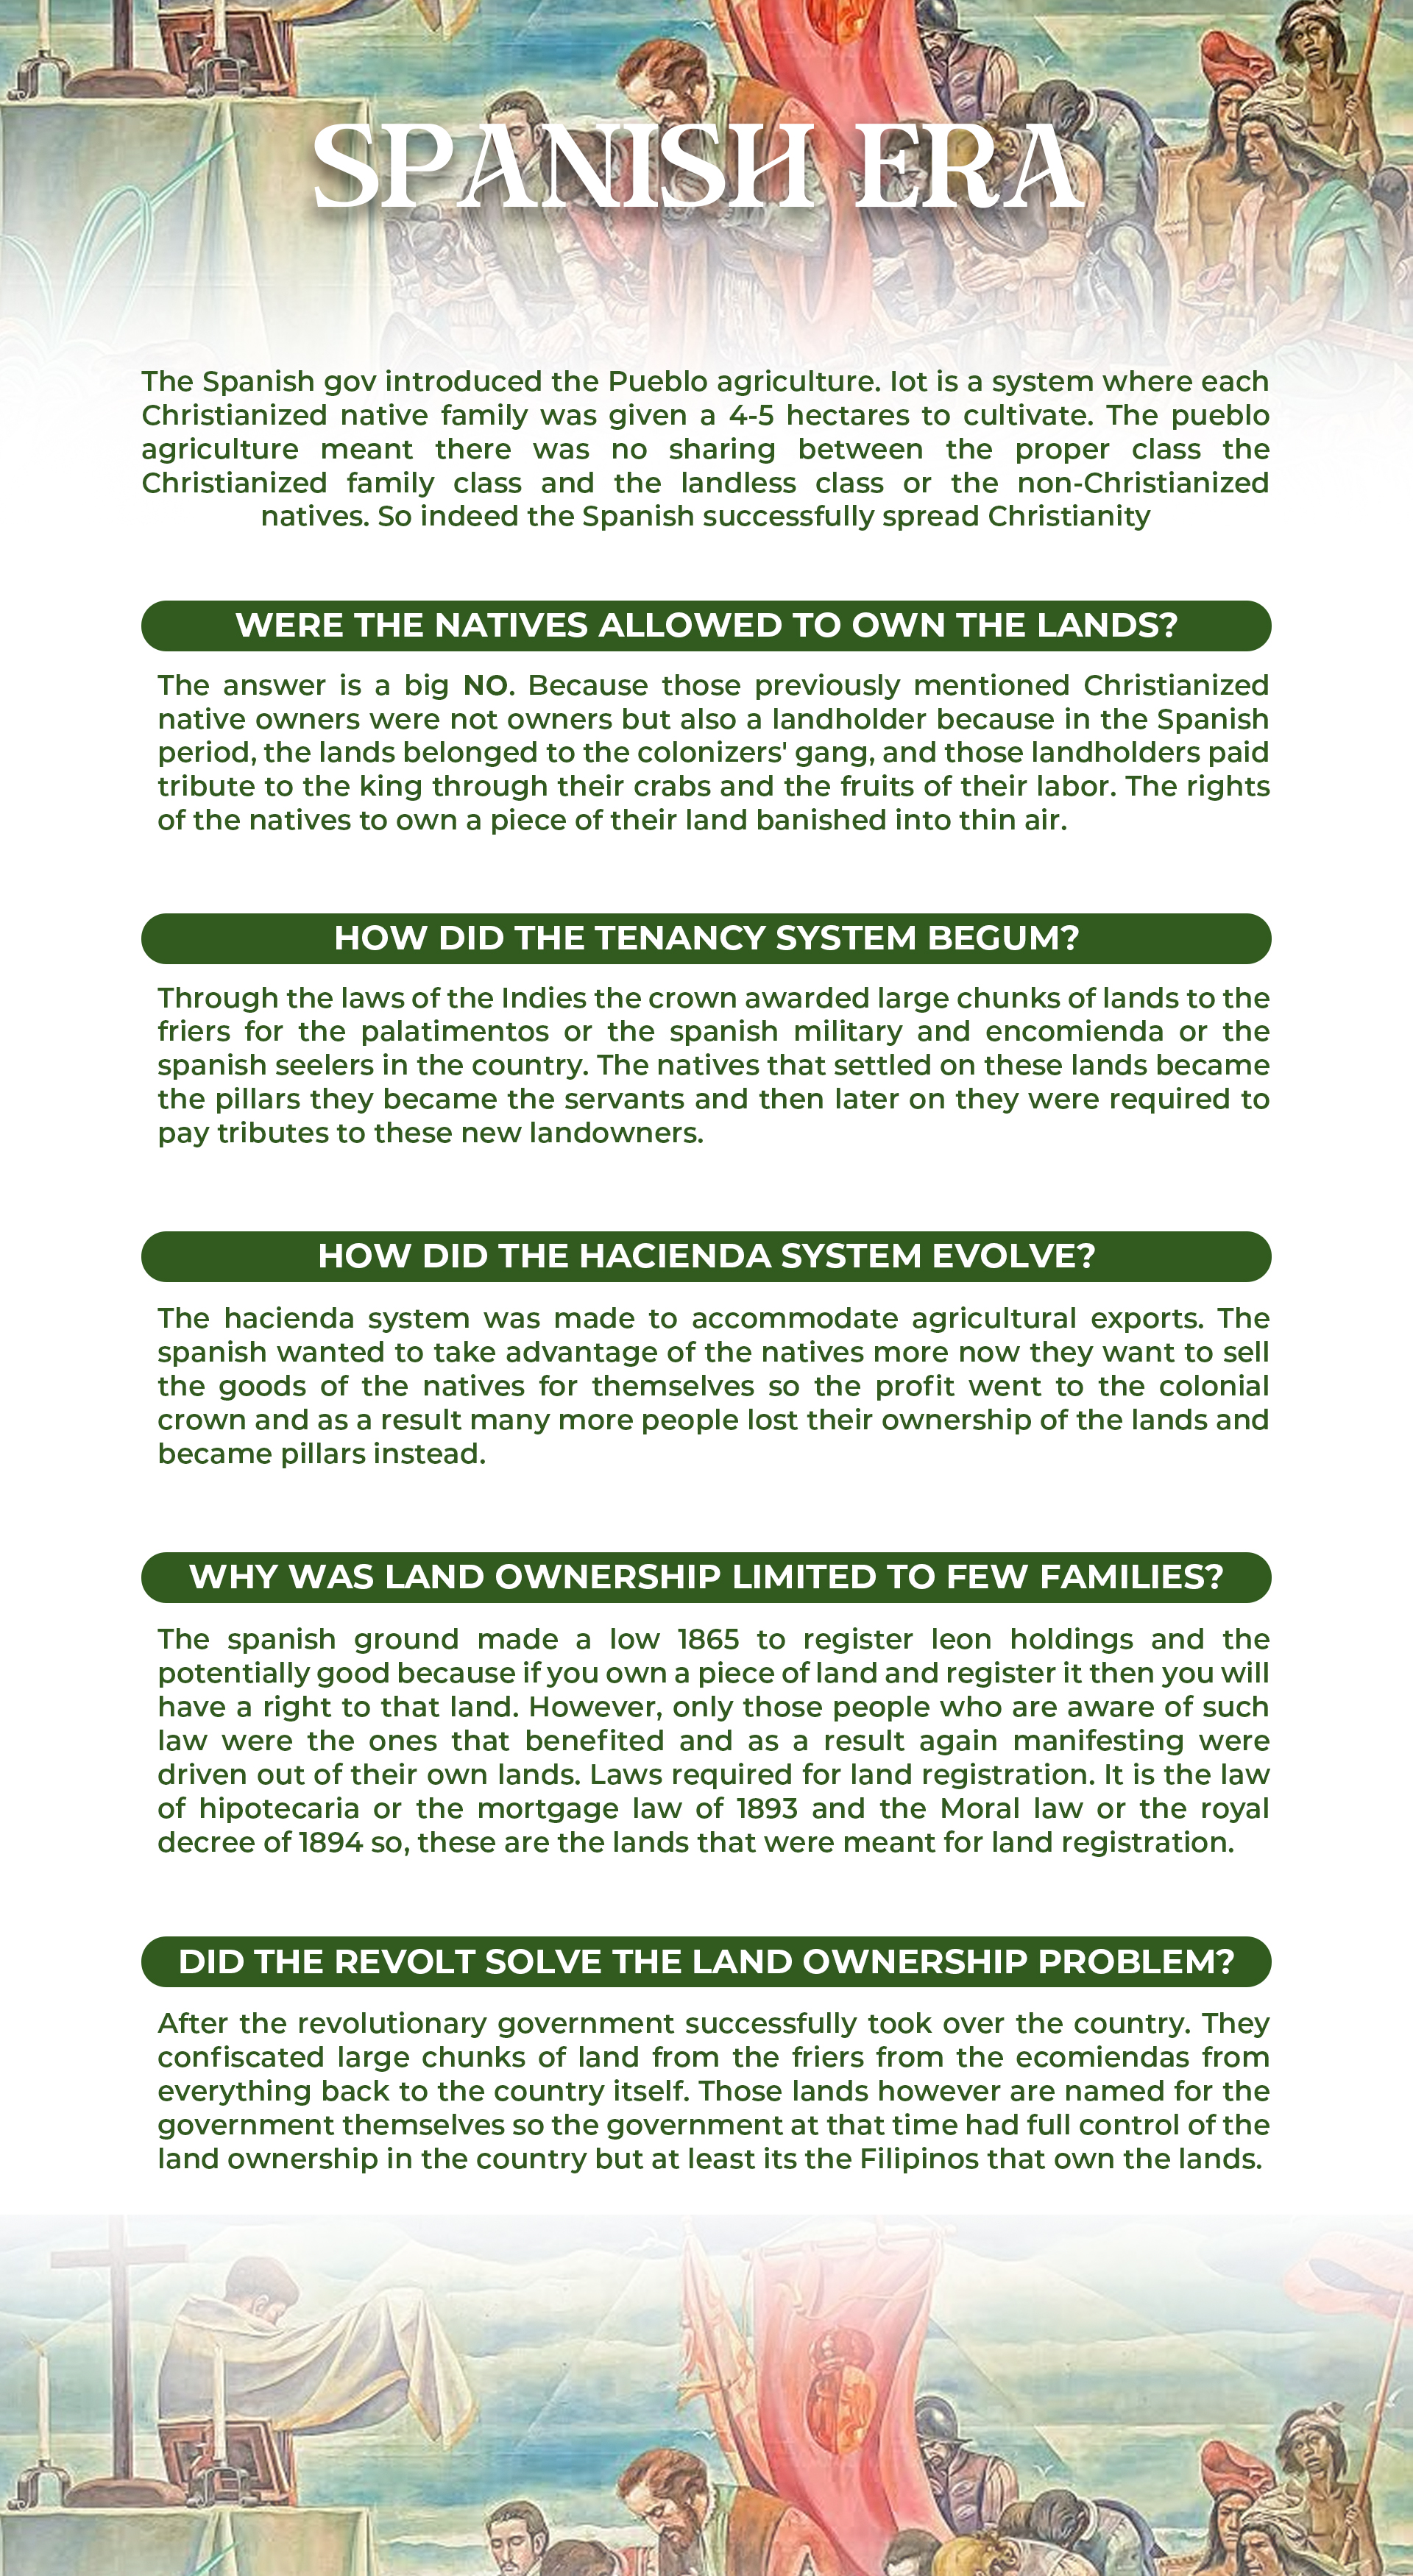 SPANISH ERA
The Spanish gov introduced the Pueblo agriculture. Iot is a system where each
Christianized native family was given a 4-5 hectares to cultivate. The pueblo
agriculture meant there was no sharing between the proper class the
Christianized family class and the landless class or the non-Christianized
natives. So indeed the Spanish successfully spread Christianity
WERE THE NATIVES ALLOWED TO OWN THE LANDS?
The answer is a big NO. Because those previously mentioned Christianized
native owners were not owners but also a landholder because in the Spanish
period, the lands belonged to the colonizers' gang, and those landholders paid
tribute to the king through their crabs and the fruits of their labor. The rights
of the natives to own a piece of their land banished into thin air.
HOW DID THE TENANCY SYSTEM BEGUM?
Through the laws of the Indies the crown awarded large chunks of lands to the
friers for the palatimentos or the spanish military and encomienda or the
spanish seelers in the country. The natives that settled on these lands became
the pillars they became the servants and then later on they were required to
pay tributes to these new landowners.
HOW DID THE HACIENDA SYSTEM EVOLVE?
The hacienda system was made to accommodate agricultural exports. The
spanish wanted to take advantage of the natives more now they want to sell
the goods of the natives for themselves so the profit went to the colonial
crown and as a result many more people lost their ownership of the lands and
became pillars instead.
WHY WAS LAND OWNERSHIP LIMITED TO FEW FAMILIES?
The spanish ground made a low 1865 to register leon holdings and the
potentially good because if you own a piece of land and register it then you will
have a right to that land. However, only those people who are aware of such
law were the ones that benefited and as a result again manifesting were
driven out of their own lands. Laws required for land registration. It is the law
of hipotecaria or the mortgage law of 1893 and the Moral law or the royal
decree of 1894 so, these are the lands that were meant for land registration.
DID THE REVOLT SOLVE THE LAND OWNERSHIP PROBLEM?
After the revolutionary government successfully took over the country. They
confiscated large chunks of land from the friers from the ecomiendas from
everything back to the country itself. Those lands however are named for the
government themselves so the government at that time had full control of the
land ownership in the country but at least its the Filipinos that own the lands.